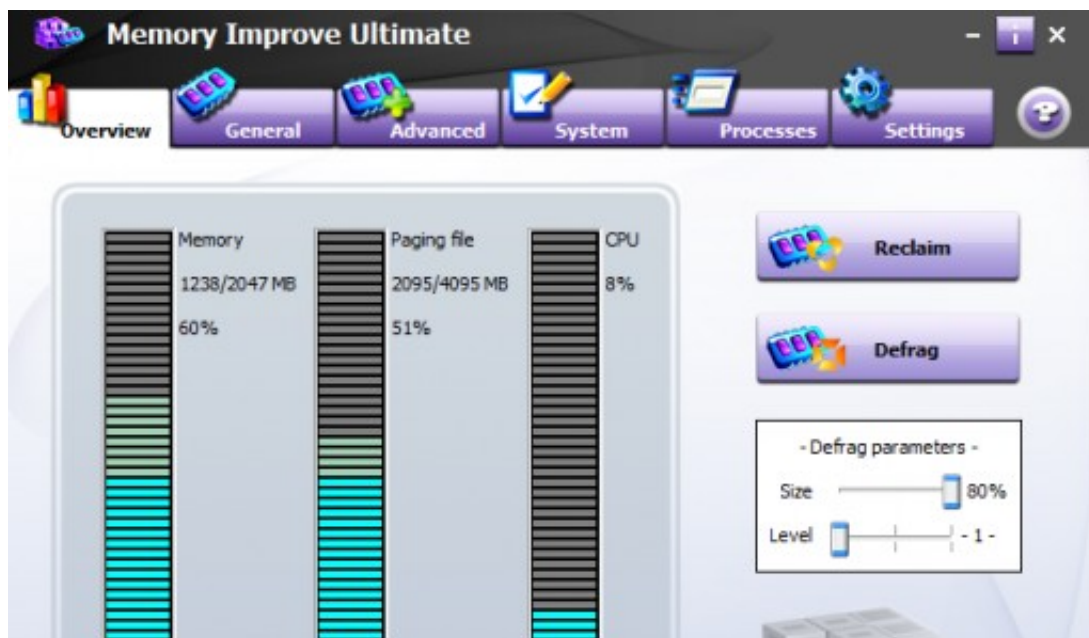 Memory Improve Ultimate
Overview General Advanced System Processes Settings
Memory Paging file CPU
1238/2047 MB 2095/4095 MB 8%
60% 51%
Reclaim
Defrag
- Defrag parameters -
Size 80%
Level - 1 -